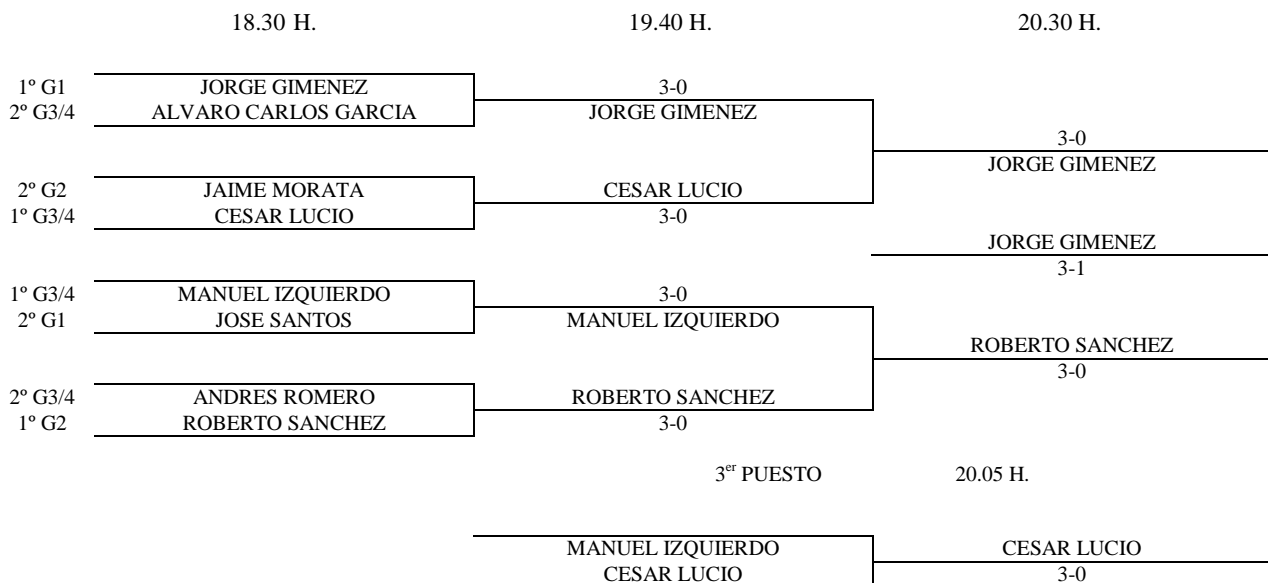 18.30 H. 19.40 H. 20.30 H.
1º G1 JORGE GIMENEZ 3-0
2º G3/4 ALVARO CARLOS GARCIA JORGE GIMENEZ
3-0
JORGE GIMENEZ
2º G2 JAIME MORATA CESAR LUCIO
1º G3/4 CESAR LUCIO 3-0
JORGE GIMENEZ
3-1
1º G3/4 MANUEL IZQUIERDO 3-0
2º G1 JOSE SANTOS MANUEL IZQUIERDO
ROBERTO SANCHEZ
3-0
2º G3/4 ANDRES ROMERO ROBERTO SANCHEZ
1º G2 ROBERTO SANCHEZ 3-0
3er PUESTO 20.05 H.
MANUEL IZQUIERDO CESAR LUCIO
CESAR LUCIO 3-0